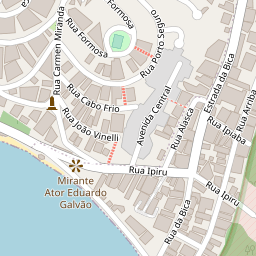 Formosa
Rua Formosa
Rua Carmen Miranda
Rua Porto Seguro
Rua Cabo Frio
Rua João Vinelli
Avenida Central
Estrada da Bica
Rua Arriba
Rua Alasca
Rua Ipiaba
Rua Ipiru
Rua Ipiru
Rua da Bica
Mirante
Ator Eduardo
Galvão